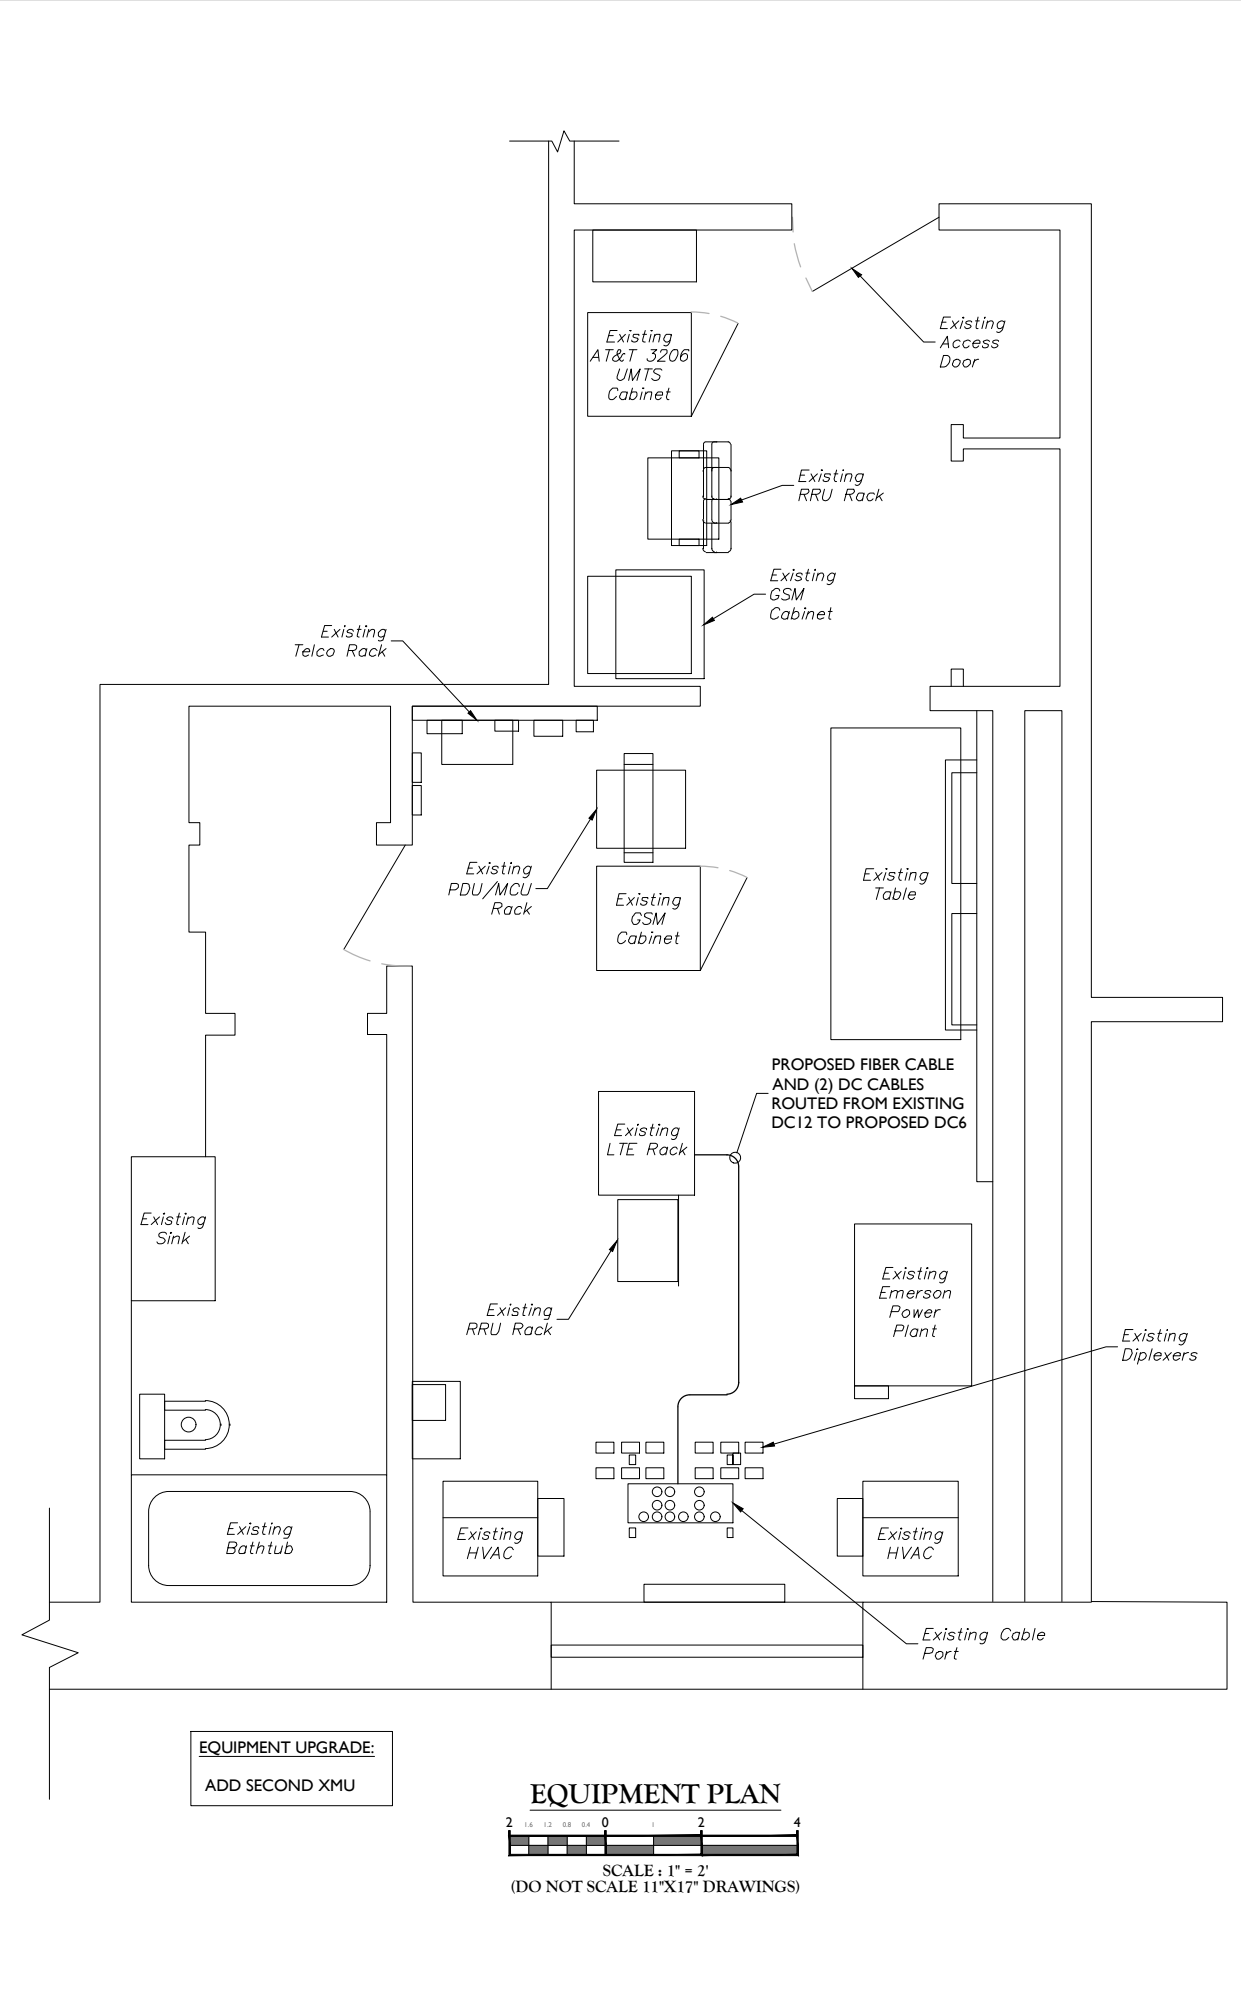 Existing
AT&T 3206
UMTS
Cabinet
Existing
Access
Door
Existing
RRU Rack
Existing
GSM
Cabinet
Existing
Telco Rack
Existing
PDU/MCU
Rack
Existing
GSM
Cabinet
Existing
Table
PROPOSED FIBER CABLE
AND (2) DC CABLES
ROUTED FROM EXISTING
DC12 TO PROPOSED DC6
Existing
LTE Rack
Existing
Sink
Existing
RRU Rack
Existing
Emerson
Power
Plant
Existing
Diplexers
Existing
Bathtub
Existing
HVAC
Existing
HVAC
Existing Cable
Port
EQUIPMENT UPGRADE:
ADD SECOND XMU
EQUIPMENT PLAN
2 1.6 1.2 0.8 0.4 0 1 2 4
SCALE : 1" = 2'
(DO NOT SCALE 11"X17" DRAWINGS)